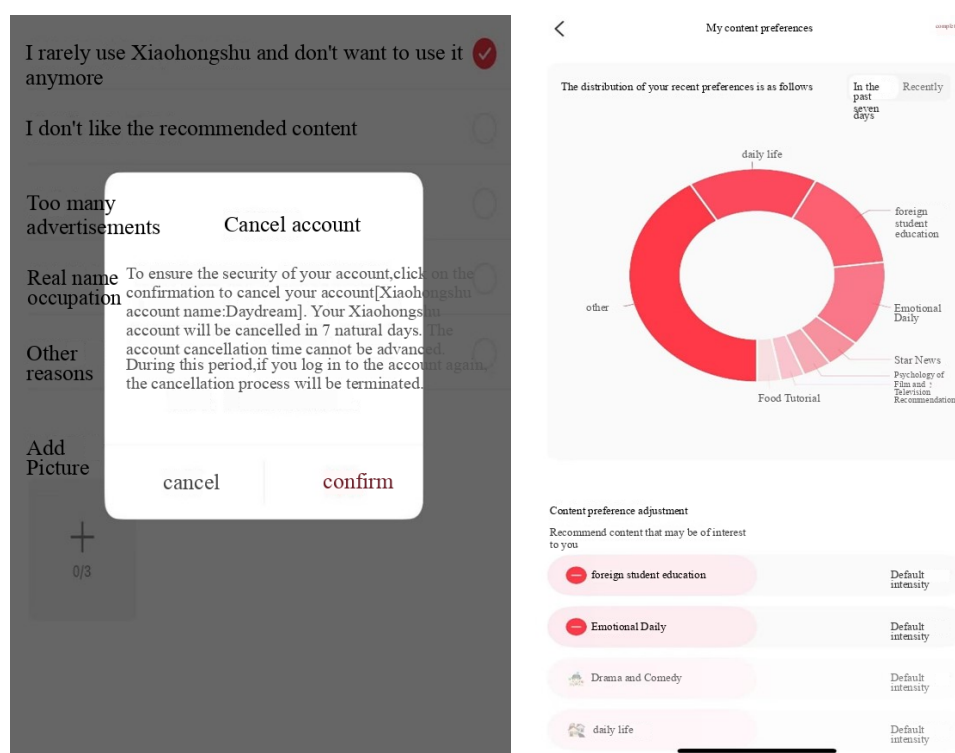 I rarely use Xiaohongshu and don't want to use it
anymore
I don't like the recommended content
Too many
advertisements
Real name
occupation
Other
reasons
Add
Picture
0/3
Cancel account
To ensure the security of your account,click on the
confirmation to cancel your account[Xiaohongshu
account name:Daydream]. Your Xiaohongshu
account will be cancelled in 7 natural days. The
account cancellation time cannot be advanced.
During this period,if you log in to the account again,
the cancellation process will be terminated.
cancel
confirm
My content preferences
The distribution of your recent preferences is as follows
In the
past
seven
days
Recently
daily life
foreign
student
education
other
Emotional
Daily
Star News
Psychology of
Film and
Television
Recommendation
Food Tutorial
Content preference adjustment
Recommend content that may be of interest
to you
foreign student education
Default
intensity
Emotional Daily
Default
intensity
Drama and Comedy
Default
intensity
daily life
Default
intensity